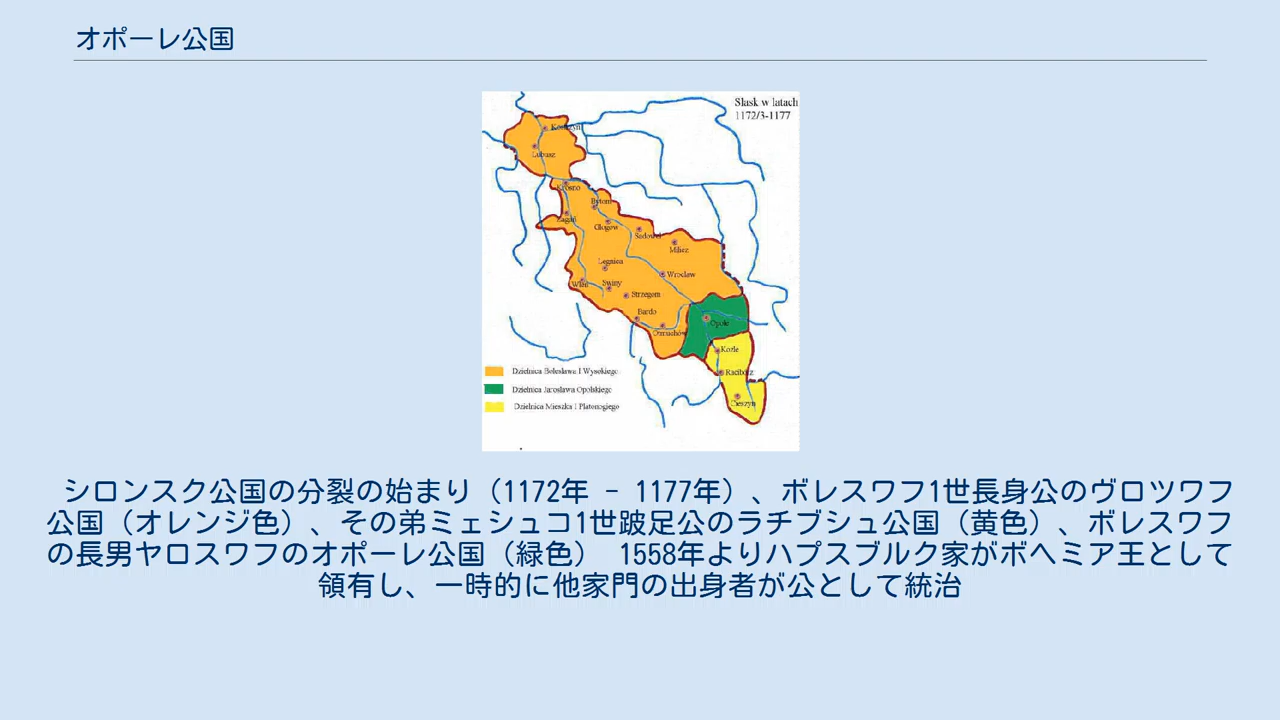 オポーレ公国
Slask w latach
1172/3-1177
Kostrzyn
Lubusz
Krosno
Bytom
Żagań
Głogów
Sądowel
Milicz
Legnica
Wrocław
Wleń
Świny
Strzegom
Bardo
Otmuchów
Opole
Koźle
Racibórz
Cieszyn
Dzielnica Bolesława I Wysokiego
Dzielnica Jarosława Opolskiego
Dzielnica Mieszka I Platonogiego
シロンスク公国の分裂の始まり（1172年 - 1177年）、ボレスワフ1世長身公のヴロツワフ
公国（オレンジ色）、その弟ミェシュコ1世跛足公のラチブシュ公国（黄色）、ボレスワフ
の長男ヤロスワフのオポーレ公国（緑色） 1558年よりハプスブルク家がボヘミア王として
領有し、一時的に他家門の出身者が公として統治